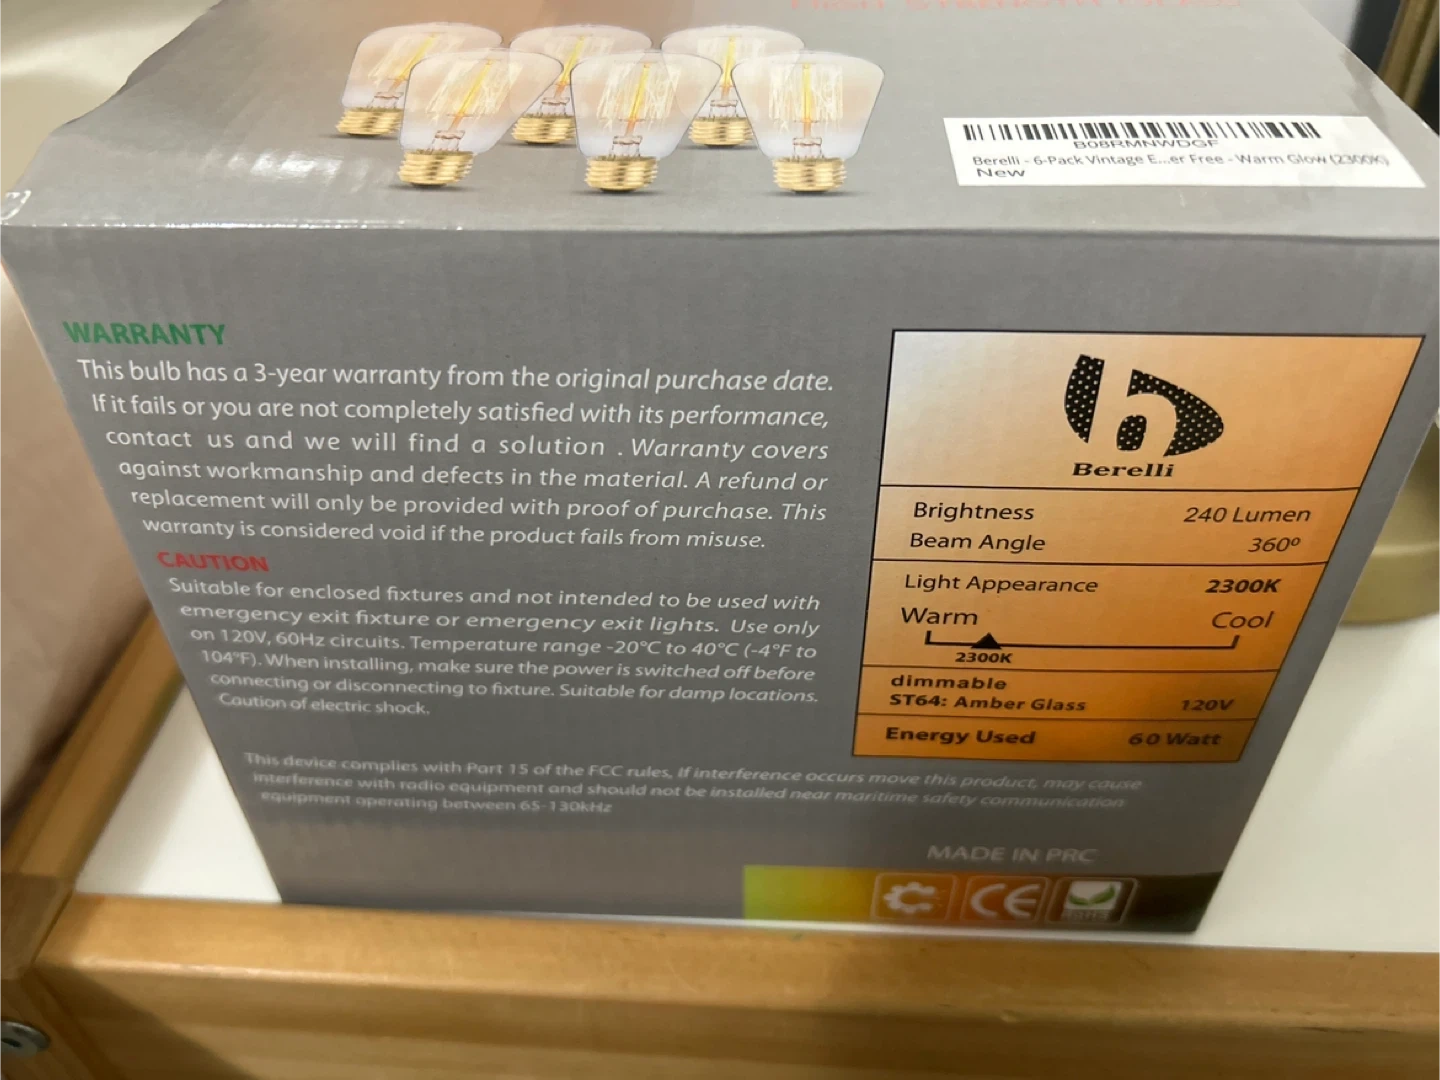 B08RMNWDGF
Berelli - 6-Pack Vintage E...er Free - Warm Glow (2300K)
New
WARRANTY
This bulb has a 3-year warranty from the original purchase date.
If it fails or you are not completely satisfied with its performance,
contact us and we will find a solution . Warranty covers
against workmanship and defects in the material. A refund or
replacement will only be provided with proof of purchase. This
warranty is considered void if the product fails from misuse.
CAUTION
Suitable for enclosed fixtures and not intended to be used with
emergency exit fixture or emergency exit lights. Use only
on 120V, 60Hz circuits. Temperature range -20°C to 40°C (-4°F to
104°F). When installing, make sure the power is switched off before
connecting or disconnecting to fixture. Suitable for damp locations.
Caution of electric shock.
This device complies with Part 15 of the FCC rules, If interference occurs move this product, may cause
interference with radio equipment and should not be installed near maritime safety communication
equipment operating between 65-130kHz
Berelli
Brightness 240 Lumen
Beam Angle 360º
Light Appearance 2300K
Warm Cool
2300K
dimmable
ST64: Amber Glass 120V
Energy Used 60 Watt
MADE IN PRC
CE